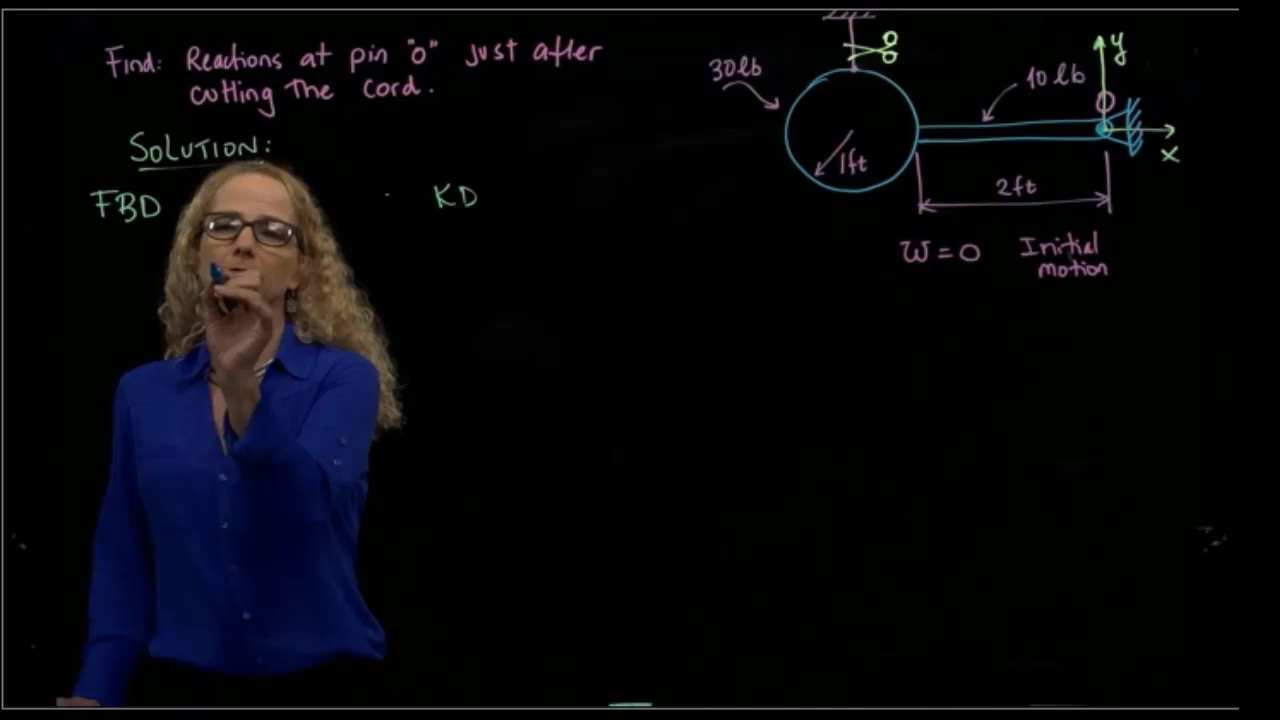 Find: Reactions at pin "O" just after
cutting the cord.
SOLUTION:
FBD
KD
30lb
1ft
10 lb
y
O
x
2ft
ω = 0 Initial
motion